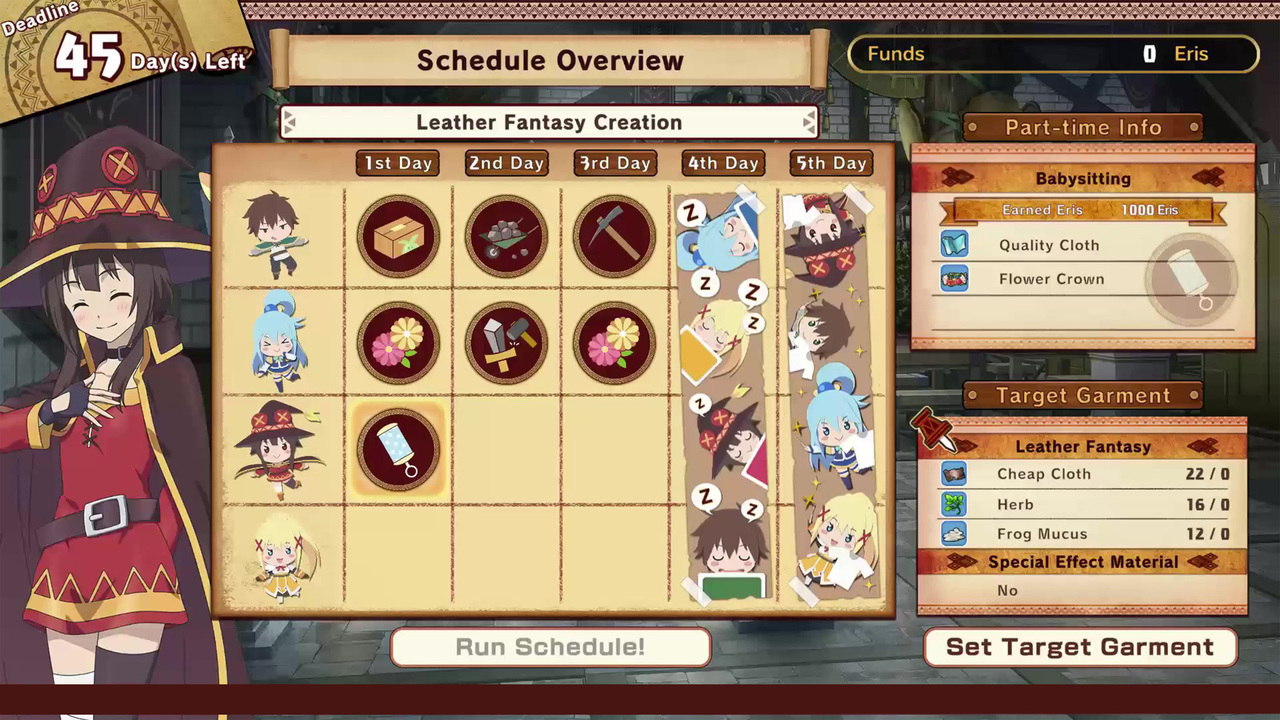 Deadline
45 Day(s) Left
Schedule Overview
Funds 0 Eris
Leather Fantasy Creation
1st Day 2nd Day 3rd Day 4th Day 5th Day
Z
Z
Z
Z
Z
Z
Z
Part-time Info
Babysitting
Earned Eris 1000 Eris
Quality Cloth
Flower Crown
Target Garment
Leather Fantasy
Cheap Cloth 22 / 0
Herb 16 / 0
Frog Mucus 12 / 0
Special Effect Material
No
Run Schedule!
Set Target Garment